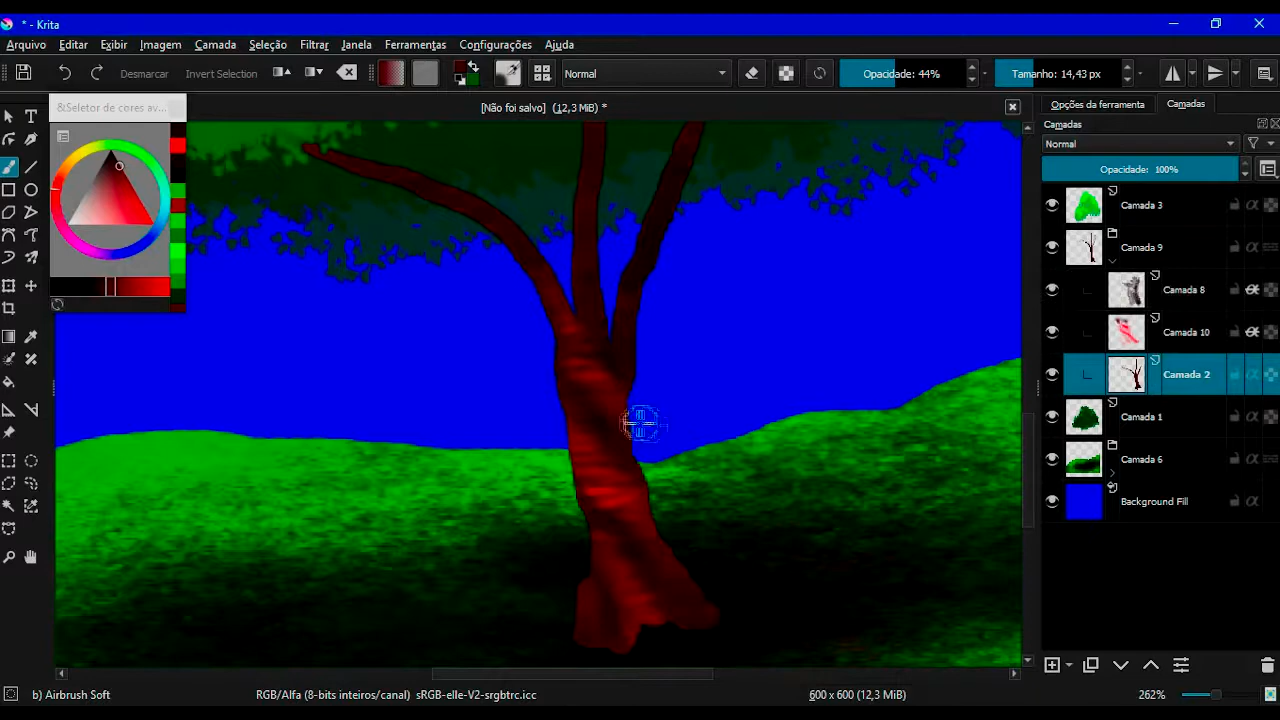 * - Krita
Arquivo Editar Exibir Imagem Camada Seleção Filtrar Janela Ferramentas Configurações Ajuda
Desmarcar Invert Selection Normal Opacidade: 44% Tamanho: 14,43 px
&Seletor de cores av...
[Não foi salvo] (12,3 MiB) *
Opções da ferramenta Camadas
Camadas
Normal
Opacidade: 100%
Camada 3
Camada 9
Camada 8
Camada 10
Camada 2
Camada 1
Camada 6
Background Fill
b) Airbrush Soft RGB/Alfa (8-bits inteiros/canal) sRGB-elle-V2-srgbtrc.icc 600 x 600 (12,3 MiB) 262%